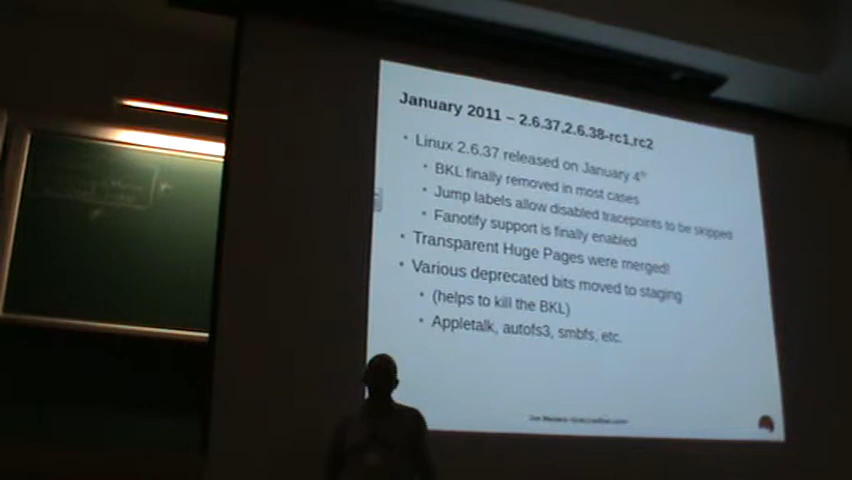 January 2011 – 2.6.37,2.6.38-rc1,rc2
• Linux 2.6.37 released on January 4th
• BKL finally removed in most cases
• Jump labels allow disabled tracepoints to be skipped
• Fanotify support is finally enabled
• Transparent Huge Pages were merged!
• Various deprecated bits moved to staging
• (helps to kill the BKL)
• Appletalk, autofs3, smbfs, etc.